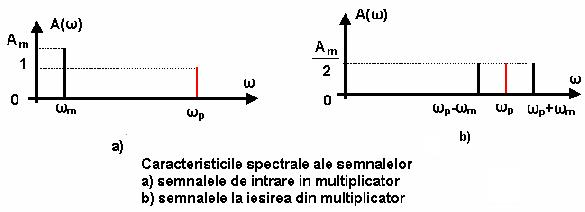 A(ω)
Am
1
0
ωm
ωp
ω
a)
A(ω)
Am
2
0
ωp-ωm
ωp
ωp+ωm
ω
b)
Caracteristicile spectrale ale semnalelor
a) semnalele de intrare in multiplicator
b) semnalele la iesirea din multiplicator